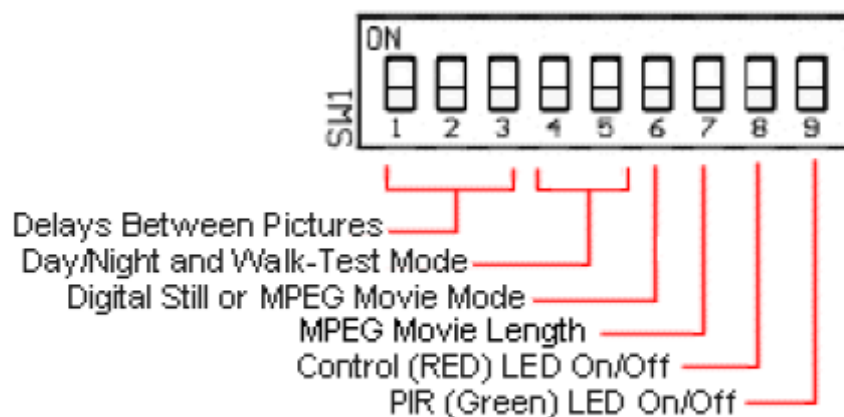 ON
SW1
1 2 3 4 5 6 7 8 9
Delays Between Pictures
Day/Night and Walk-Test Mode
Digital Still or MPEG Movie Mode
MPEG Movie Length
Control (RED) LED On/Off
PIR (Green) LED On/Off